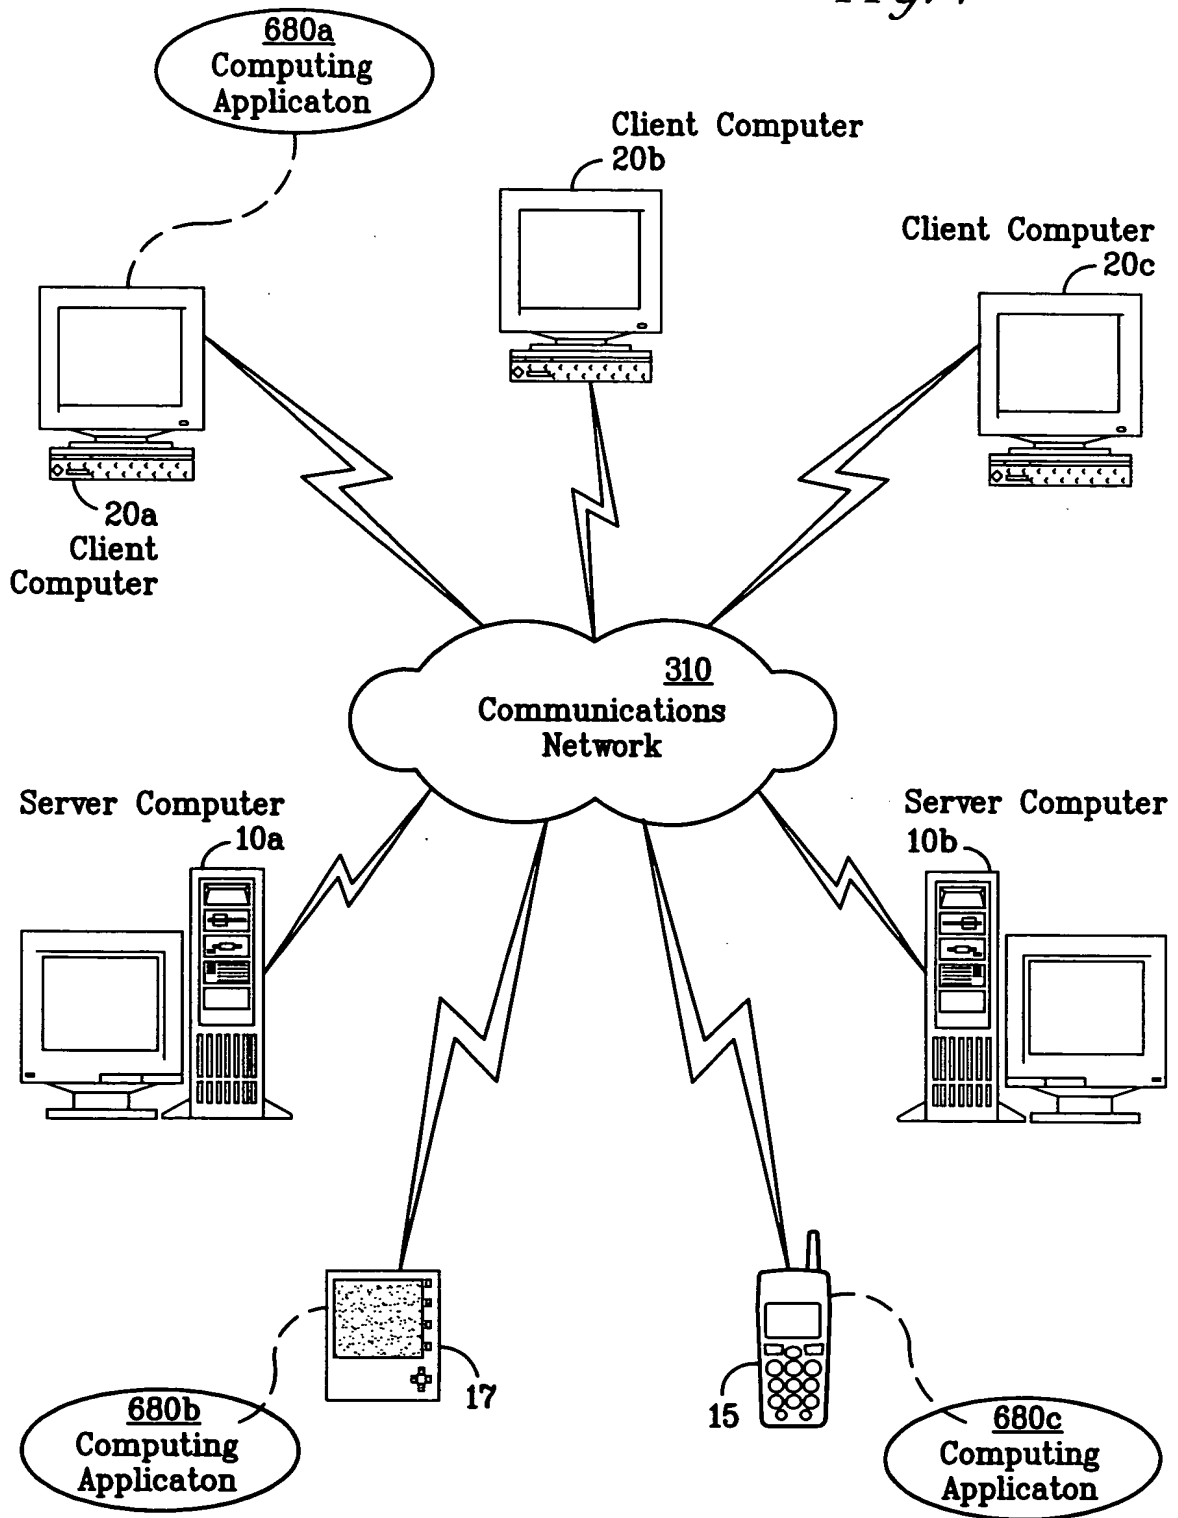 680a
Computing
Applicaton
Client Computer
20b
Client Computer
20c
20a
Client
Computer
310
Communications
Network
Server Computer
10a
Server Computer
10b
17
15
680b
Computing
Applicaton
680c
Computing
Applicaton